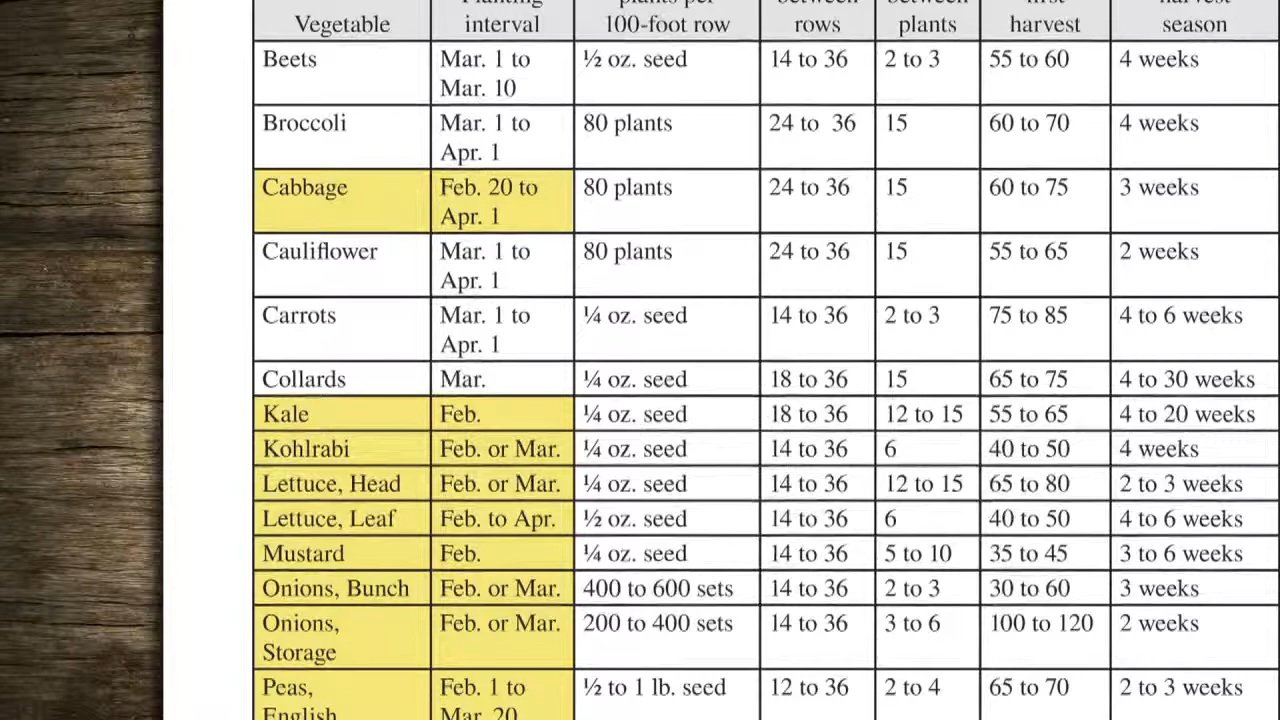 Planting plants per between between first harvest
Vegetable interval 100-foot row rows plants harvest season
Beets Mar. 1 to ½ oz. seed 14 to 36 2 to 3 55 to 60 4 weeks
Mar. 10
Broccoli Mar. 1 to 80 plants 24 to 36 15 60 to 70 4 weeks
Apr. 1
Cabbage Feb. 20 to 80 plants 24 to 36 15 60 to 75 3 weeks
Apr. 1
Cauliflower Mar. 1 to 80 plants 24 to 36 15 55 to 65 2 weeks
Apr. 1
Carrots Mar. 1 to ¼ oz. seed 14 to 36 2 to 3 75 to 85 4 to 6 weeks
Apr. 1
Collards Mar. ¼ oz. seed 18 to 36 15 65 to 75 4 to 30 weeks
Kale Feb. ¼ oz. seed 18 to 36 12 to 15 55 to 65 4 to 20 weeks
Kohlrabi Feb. or Mar. ¼ oz. seed 14 to 36 6 40 to 50 4 weeks
Lettuce, Head Feb. or Mar. ¼ oz. seed 14 to 36 12 to 15 65 to 80 2 to 3 weeks
Lettuce, Leaf Feb. to Apr. ½ oz. seed 14 to 36 6 40 to 50 4 to 6 weeks
Mustard Feb. ¼ oz. seed 14 to 36 5 to 10 35 to 45 3 to 6 weeks
Onions, Bunch Feb. or Mar. 400 to 600 sets 14 to 36 2 to 3 30 to 60 3 weeks
Onions, Feb. or Mar. 200 to 400 sets 14 to 36 3 to 6 100 to 120 2 weeks
Storage
Peas, Feb. 1 to ½ to 1 lb. seed 12 to 36 2 to 4 65 to 70 2 to 3 weeks
English Mar. 20